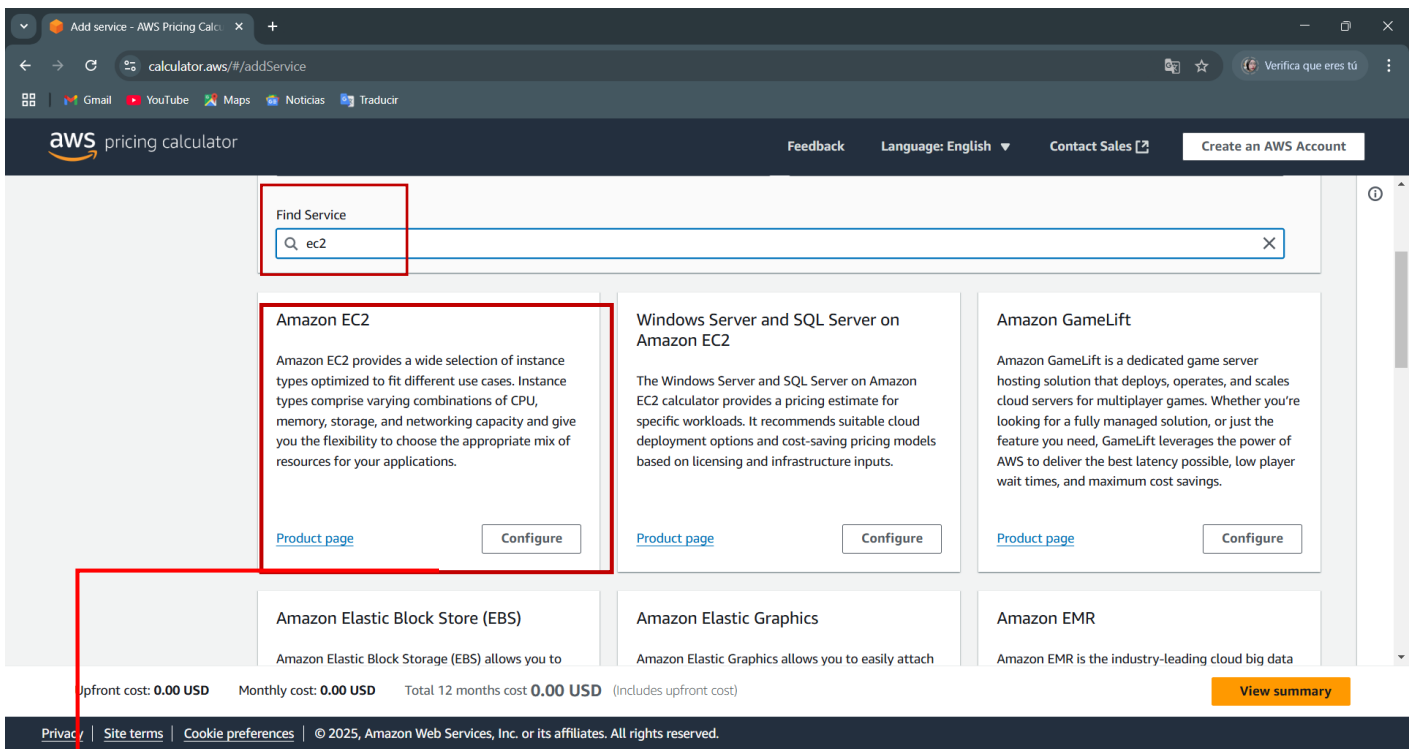 Add service - AWS Pricing Calc
calculator.aws/#/addService
Verifica que eres tú
Gmail YouTube Maps Noticias Traducir
aws pricing calculator
Feedback Language: English Contact Sales Create an AWS Account
Find Service
ec2
Amazon EC2
Amazon EC2 provides a wide selection of instance
types optimized to fit different use cases. Instance
types comprise varying combinations of CPU,
memory, storage, and networking capacity and give
you the flexibility to choose the appropriate mix of
resources for your applications.
Product page Configure
Windows Server and SQL Server on
Amazon EC2
The Windows Server and SQL Server on Amazon
EC2 calculator provides a pricing estimate for
specific workloads. It recommends suitable cloud
deployment options and cost-saving pricing models
based on licensing and infrastructure inputs.
Product page Configure
Amazon GameLift
Amazon GameLift is a dedicated game server
hosting solution that deploys, operates, and scales
cloud servers for multiplayer games. Whether you're
looking for a fully managed solution, or just the
feature you need, GameLift leverages the power of
AWS to deliver the best latency possible, low player
wait times, and maximum cost savings.
Product page Configure
Amazon Elastic Block Store (EBS)
Amazon Elastic Block Storage (EBS) allows you to
Amazon Elastic Graphics
Amazon Elastic Graphics allows you to easily attach
Amazon EMR
Amazon EMR is the industry-leading cloud big data
Upfront cost: 0.00 USD Monthly cost: 0.00 USD Total 12 months cost 0.00 USD (Includes upfront cost) View summary
Privacy | Site terms | Cookie preferences | © 2025, Amazon Web Services, Inc. or its affiliates. All rights reserved.